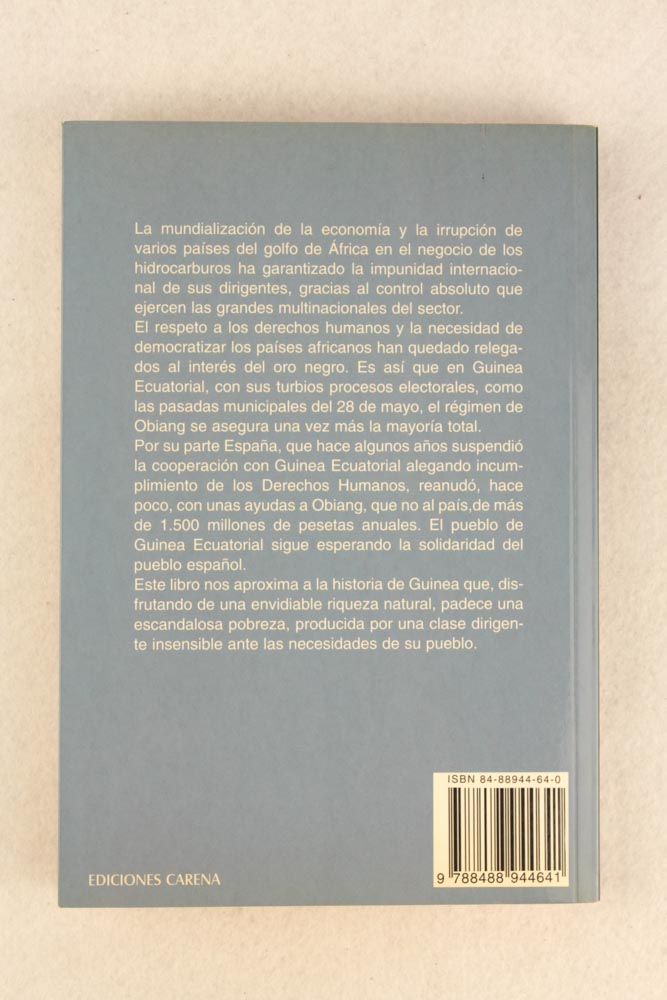 La mundialización de la economía y la irrupción de
varios países del golfo de África en el negocio de los
hidrocarburos ha garantizado la impunidad internacio-
nal de sus dirigentes, gracias al control absoluto que
ejercen las grandes multinacionales del sector.
El respeto a los derechos humanos y la necesidad de
democratizar los países africanos han quedado relega-
dos al interés del oro negro. Es así que en Guinea
Ecuatorial, con sus turbios procesos electorales, como
las pasadas municipales del 28 de mayo, el régimen de
Obiang se asegura una vez más la mayoría total.
Por su parte España, que hace algunos años suspendió
la cooperación con Guinea Ecuatorial alegando incum-
plimiento de los Derechos Humanos, reanudó, hace
poco, con unas ayudas a Obiang, que no al país,de más
de 1.500 millones de pesetas anuales. El pueblo de
Guinea Ecuatorial sigue esperando la solidaridad del
pueblo español.
Este libro nos aproxima a la historia de Guinea que, dis-
frutando de una envidiable riqueza natural, padece una
escandalosa pobreza, producida por una clase dirigen-
te insensible ante las necesidades de su pueblo.
ISBN 84-88944-64-0
9 788488 944641
EDICIONES CARENA